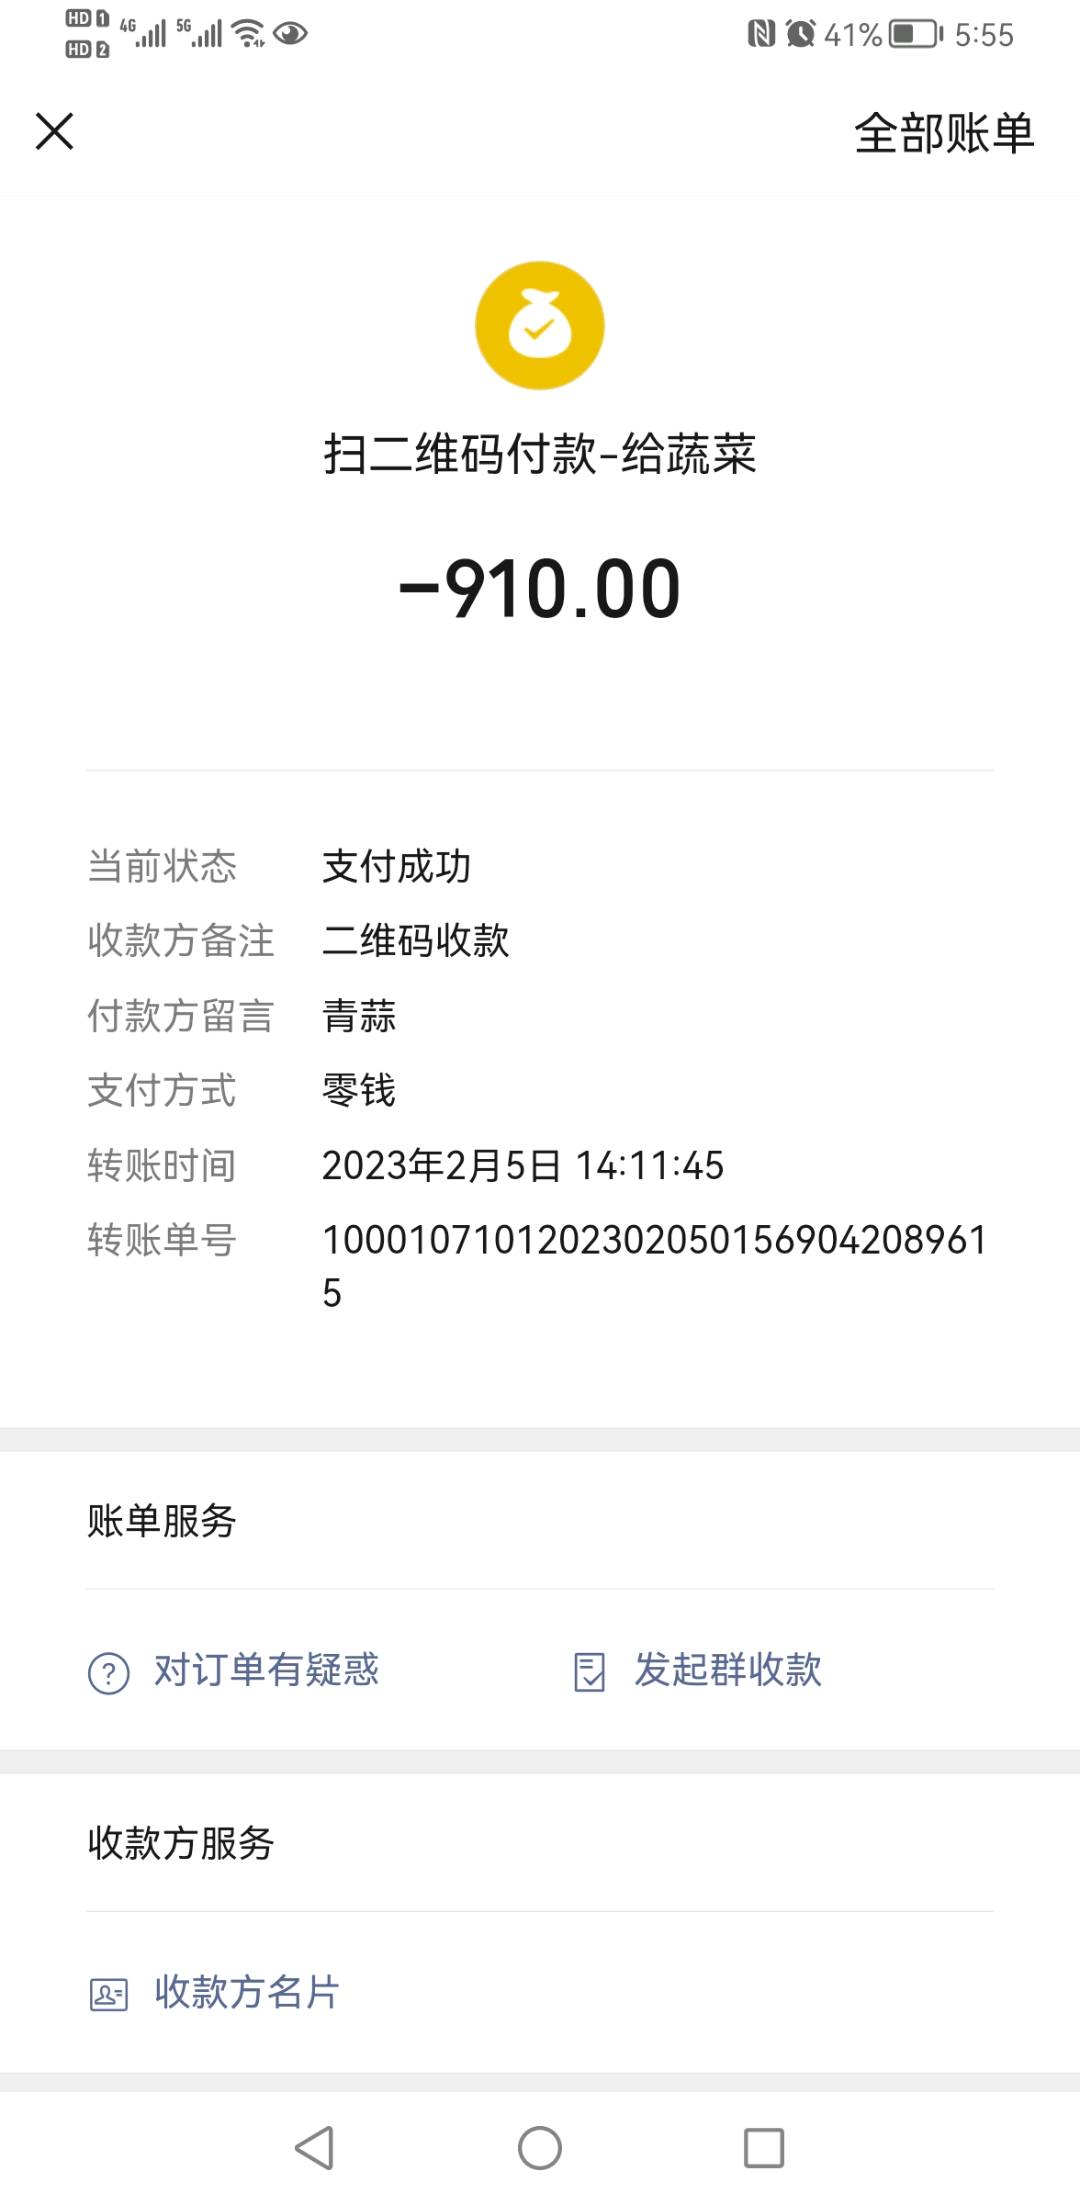 HD 1 4G 5G 41% 5:55
HD 2
全部账单
扫二维码付款-给蔬菜
-910.00
当前状态 支付成功
收款方备注 二维码收款
付款方留言 青蒜
支付方式 零钱
转账时间 2023年2月5日 14:11:45
转账单号 1000107101202302050156904208961
5
账单服务
对订单有疑惑 发起群收款
收款方服务
收款方名片